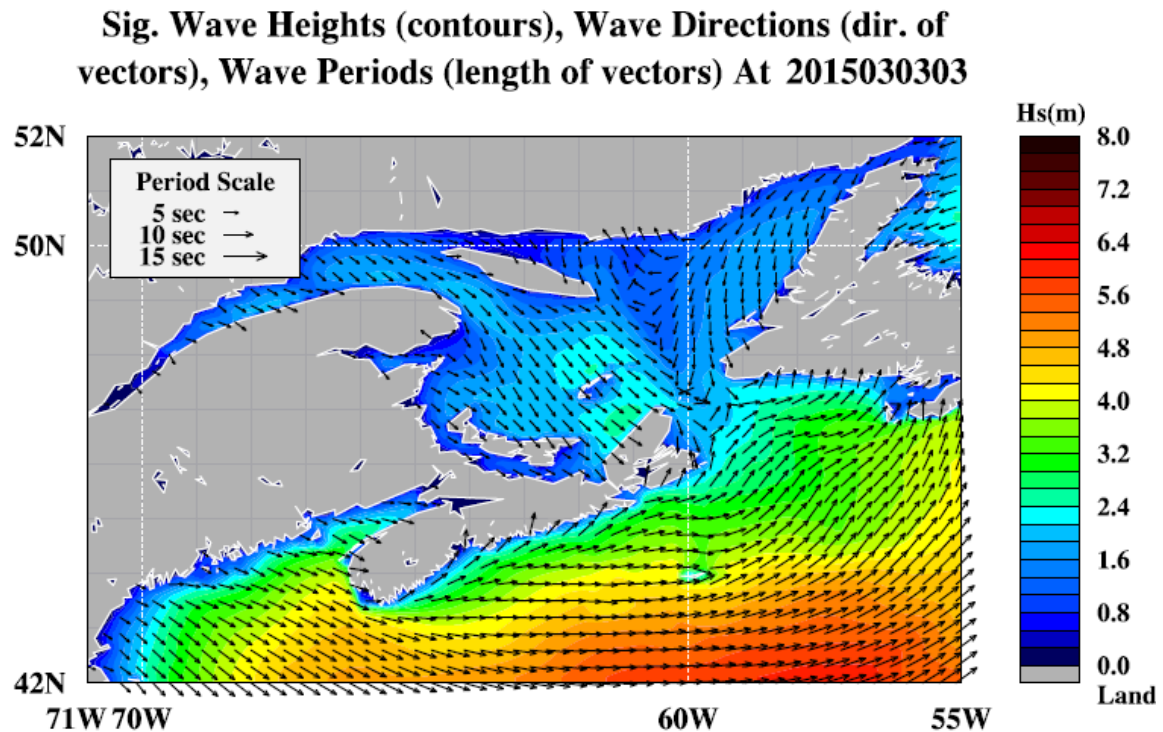 Sig. Wave Heights (contours), Wave Directions (dir. of
vectors), Wave Periods (length of vectors) At 2015030303
Hs(m)
52N
50N
42N
Period Scale
5 sec
10 sec
15 sec
8.0
7.2
6.4
5.6
4.8
4.0
3.2
2.4
1.6
0.8
0.0
Land
71W 70W
60W
55W